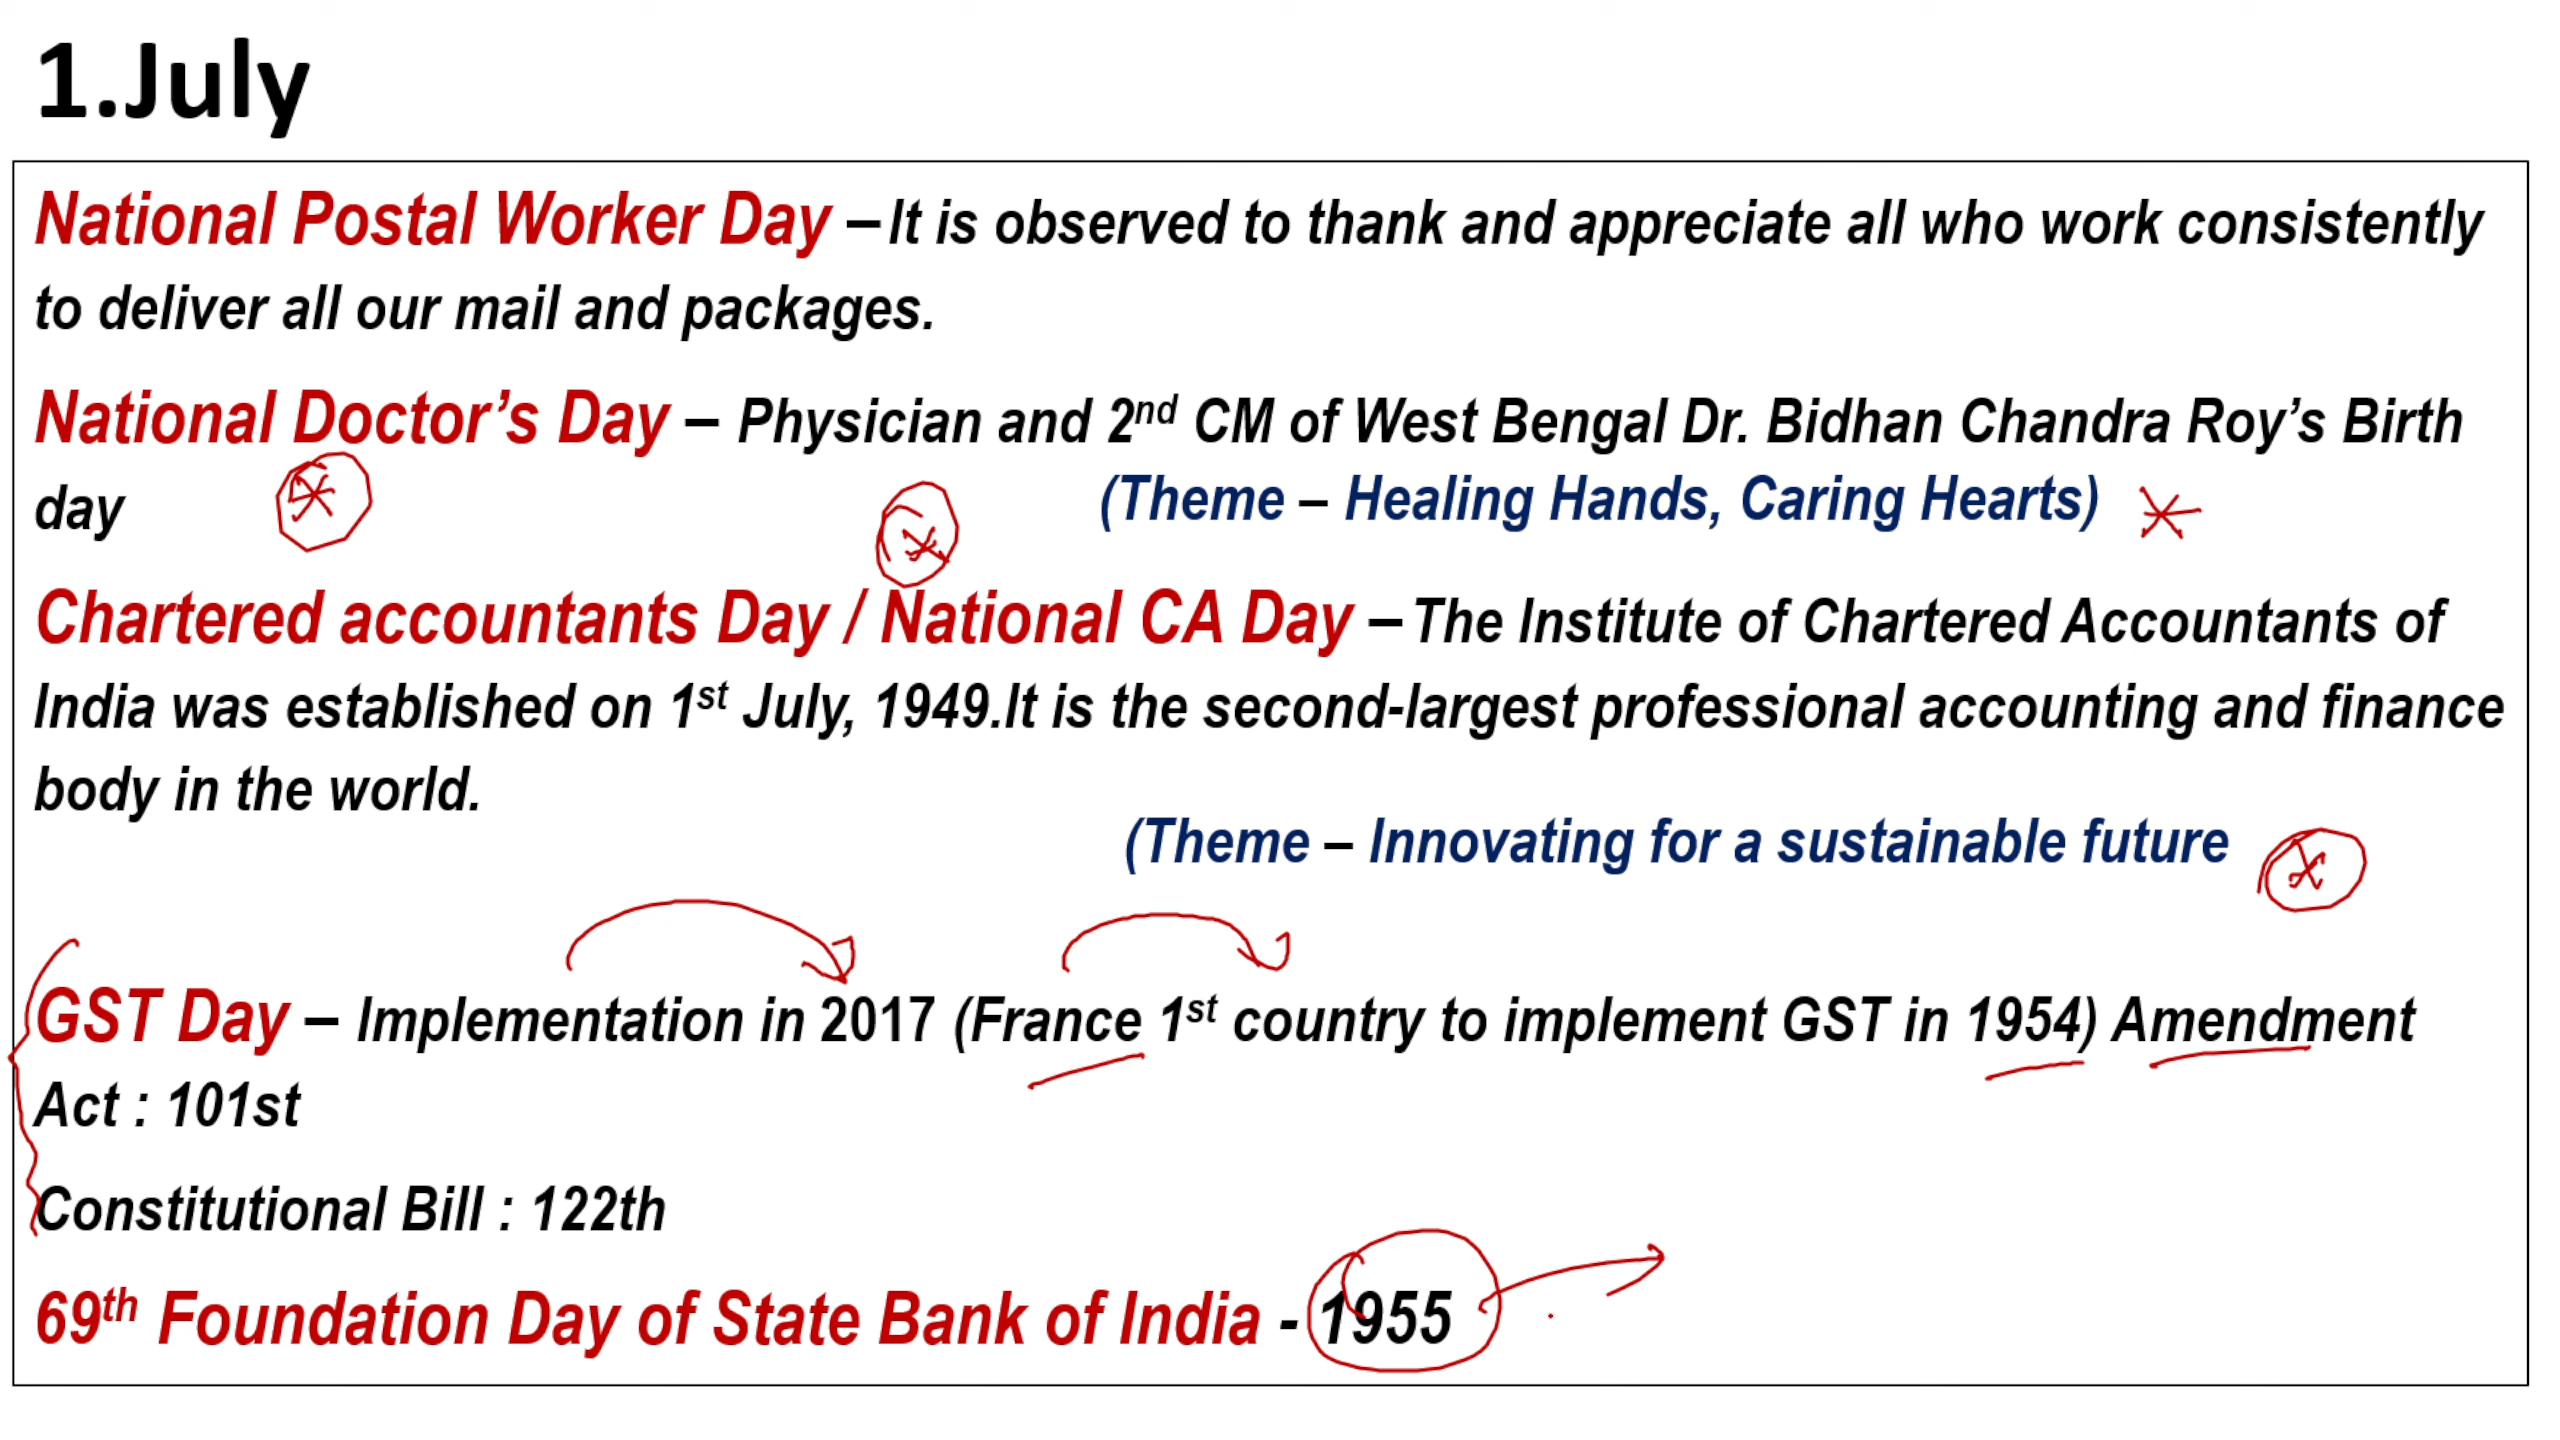 1.July
National Postal Worker Day – It is observed to thank and appreciate all who work consistently
to deliver all our mail and packages.
National Doctor’s Day – Physician and 2nd CM of West Bengal Dr. Bidhan Chandra Roy’s Birth
day
(Theme – Healing Hands, Caring Hearts)
Chartered accountants Day / National CA Day – The Institute of Chartered Accountants of
India was established on 1st July, 1949.It is the second-largest professional accounting and finance
body in the world.
(Theme – Innovating for a sustainable future
GST Day – Implementation in 2017 (France 1st country to implement GST in 1954) Amendment
Act : 101st
Constitutional Bill : 122th
69th Foundation Day of State Bank of India - 1955